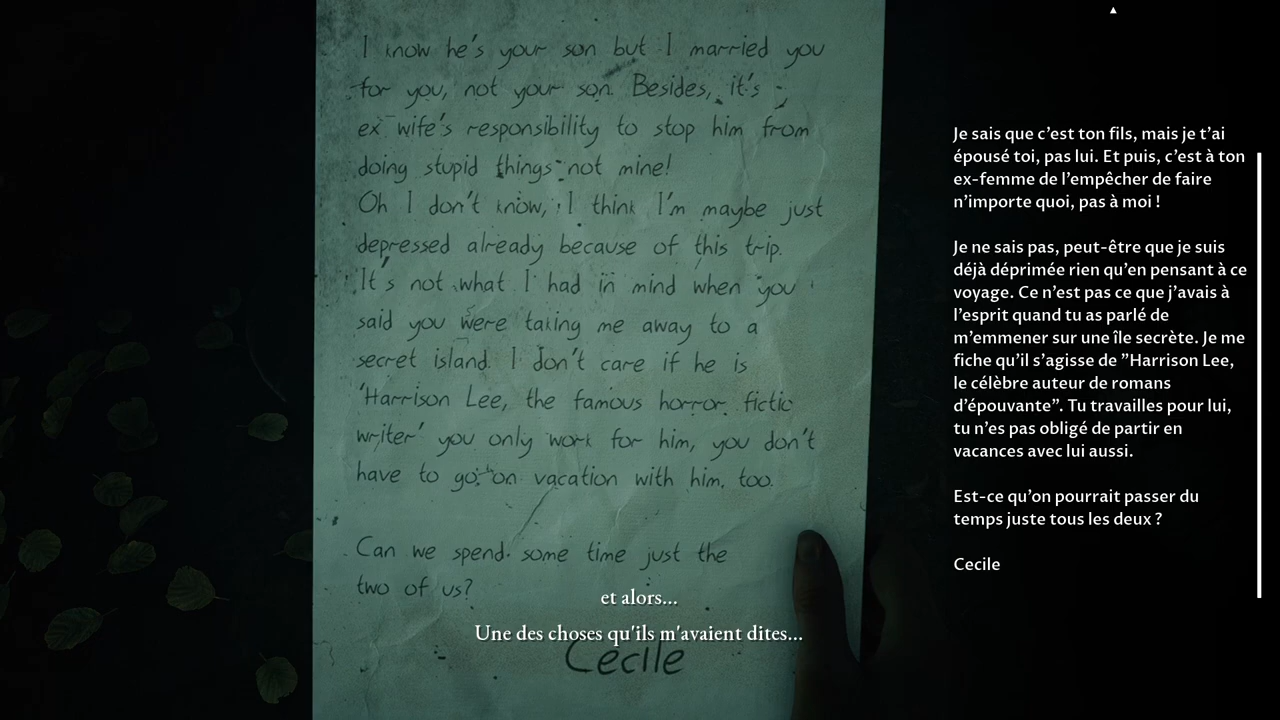 I know he's your son but I married you
for you, not your son. Besides, it's
ex wife's responsibility to stop him from
doing stupid things not mine!
Oh I don't know, I think I'm maybe just
depressed already because of this trip.
It's not what I had in mind when you
said you were taking me away to a
secret island. I don't care if he is
'Harrison Lee, the famous horror fictio
writer' you only work for him, you don't
have to go on vacation with him, too.
Can we spend some time just the
two of us?
Cecile
et alors...
Une des choses qu'ils m'avaient dites...
Je sais que c'est ton fils, mais je t'ai
épousé toi, pas lui. Et puis, c'est à ton
ex-femme de l'empêcher de faire
n'importe quoi, pas à moi !
Je ne sais pas, peut-être que je suis
déjà déprimée rien qu'en pensant à ce
voyage. Ce n'est pas ce que j'avais à
l'esprit quand tu as parlé de
m'emmener sur une île secrète. Je me
fiche qu'il s'agisse de "Harrison Lee,
le célèbre auteur de romans
d'épouvante". Tu travailles pour lui,
tu n'es pas obligé de partir en
vacances avec lui aussi.
Est-ce qu'on pourrait passer du
temps juste tous les deux ?
Cecile